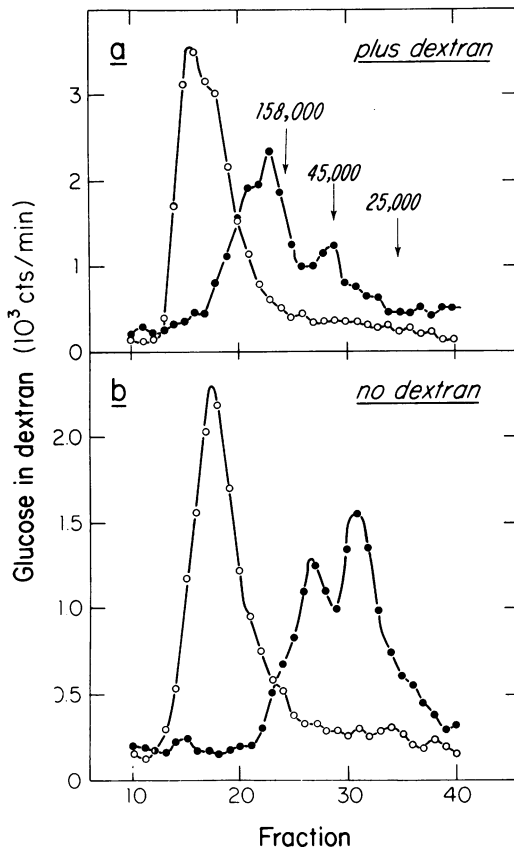 a
plus dextran
158,000
45,000
25,000
3
2
1
0
b
no dextran
2.0
1.5
1.0
0.5
0
10
20
30
40
Glucose in dextran (10³ cts/min)
Fraction